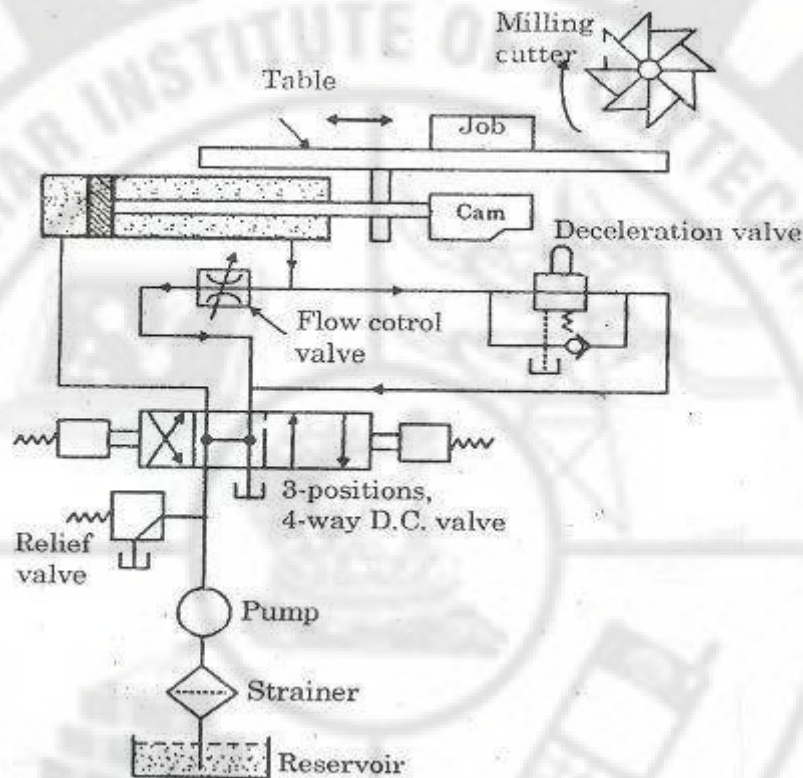 Milling
cutter
Table
Job
Cam
Deceleration valve
Flow cotrol
valve
3-positions,
4-way D.C. valve
Relief
valve
Pump
Strainer
Reservoir